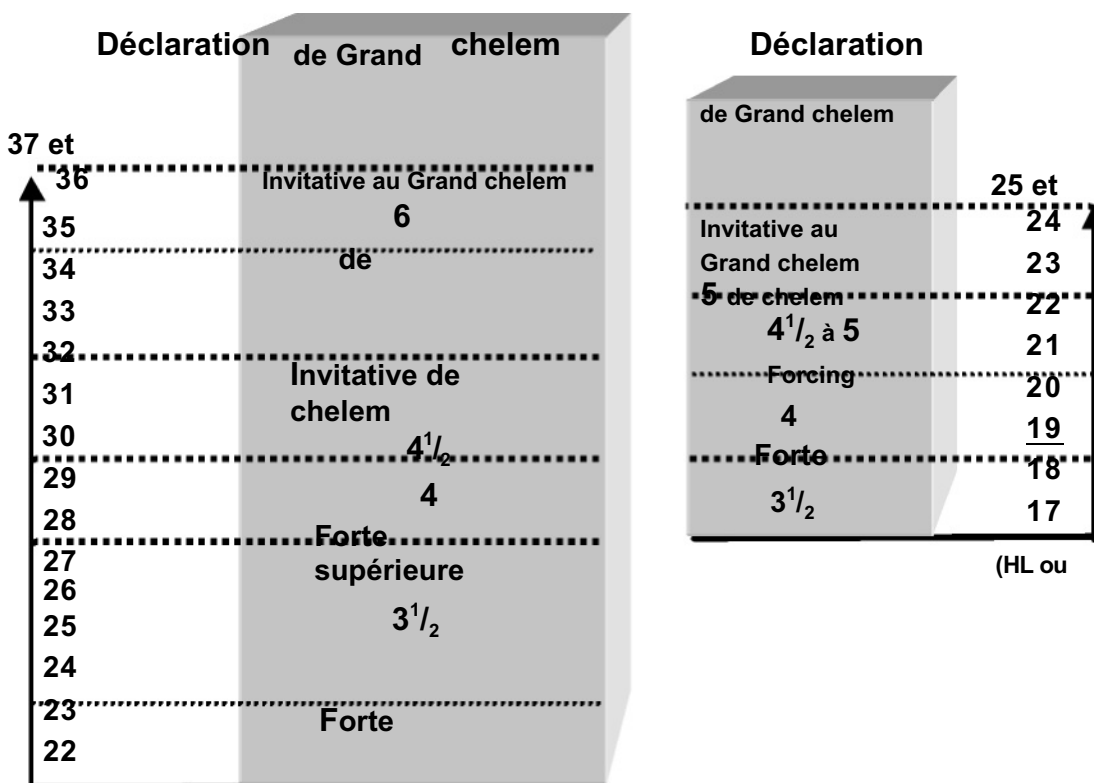 Déclaration de Grand chelem
37 et
36
Invitative au Grand chelem
6
35
de
34
33
32
Invitative de
chelem
31
30
4 1/2
29
4
28
Forte
27
supérieure
26
25
3 1/2
24
23
Forte
22
Déclaration
de Grand chelem
25 et
24
Invitative au
Grand chelem
23
5 de chelem
22
4 1/2 à 5
21
Forcing
20
4
19
Forte
18
3 1/2
17
(HL ou